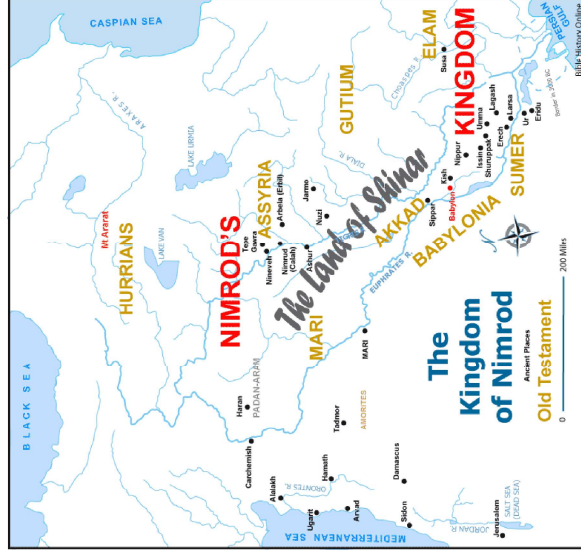 BLACK SEA
CASPIAN SEA
ARAXES R.
Mt Ararat
HURRIANS
LAKE VAN
LAKE URMIA
NIMROD'S
KINGDOM
ASSYRIA
GUTIUM
ELAM
Tepe
Gawra
Nineveh
Arbela (Erbil)
Nimrud
(Calah)
Ashur
Jarmo
Nuzi
The Land of Shinar
DIALA R.
Choaspes R.
Susa
PERSIAN
GULF
MARI
MARI
EUPHRATES R.
AKKAD
BABYLONIA
SUMER
Sippar
Babylon
Kish
Nippur
Issin
Shuruppak
Umma
Lagash
Erech
Larsa
Ur
Eridu
Haran
PADAN-ARAM
Carchemish
Alalakh
Hamath
Tadmor
AMORITES
ORONTES R.
Ugarit
Arvad
Damascus
Sidon
MEDITERRANEAN SEA
JORDAN R.
Jerusalem
SALT SEA
(DEAD SEA)
The
Kingdom
of Nimrod
Ancient Places
Old Testament
0
200 Miles
N
Bible History Online